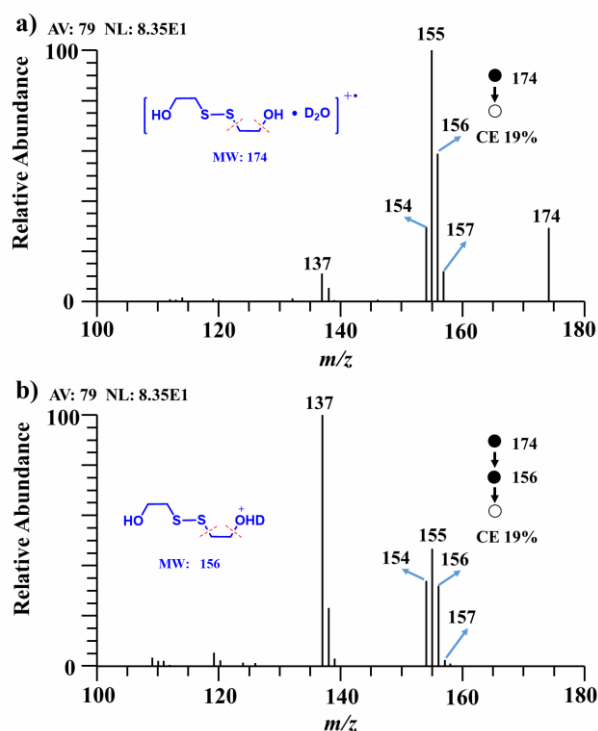 a) AV: 79 NL: 8.35E1
Relative Abundance
100
0
155
156
154
157
137
174
174
CE 19%
HO S S OH • D₂O +•
MW: 174
100 120 140 160 180
m/z
b) AV: 79 NL: 8.35E1
Relative Abundance
100
0
137
155
154
156
157
174
156
CE 19%
HO S S OHD +
MW: 156
100 120 140 160 180
m/z